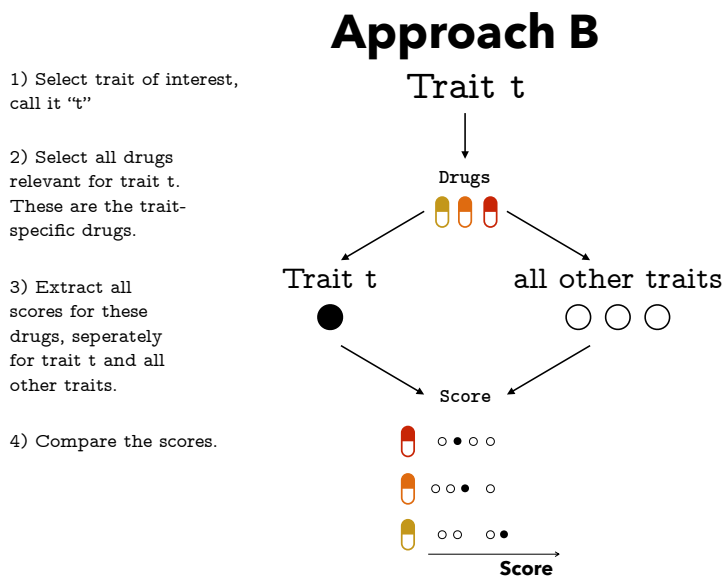 Approach B
1) Select trait of interest,
call it “t”
2) Select all drugs
relevant for trait t.
These are the trait-
specific drugs.
3) Extract all
scores for these
drugs, seperately
for trait t and all
other traits.
4) Compare the scores.
Trait t
Drugs
Trait t
all other traits
Score
Score